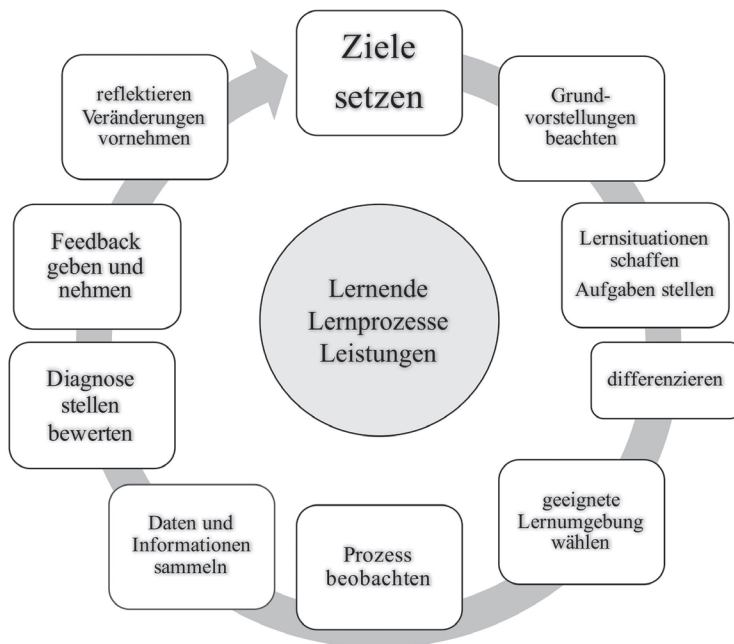 Ziele
setzen
Grund-
vorstellungen
beachten
Lernsituationen
schaffen
Aufgaben stellen
differenzieren
geeignete
Lernumgebung
wählen
Prozess
beobachten
Daten und
Informationen
sammeln
Diagnose
stellen
bewerten
Feedback
geben und
nehmen
reflektieren
Veränderungen
vornehmen
Lernende
Lernprozesse
Leistungen